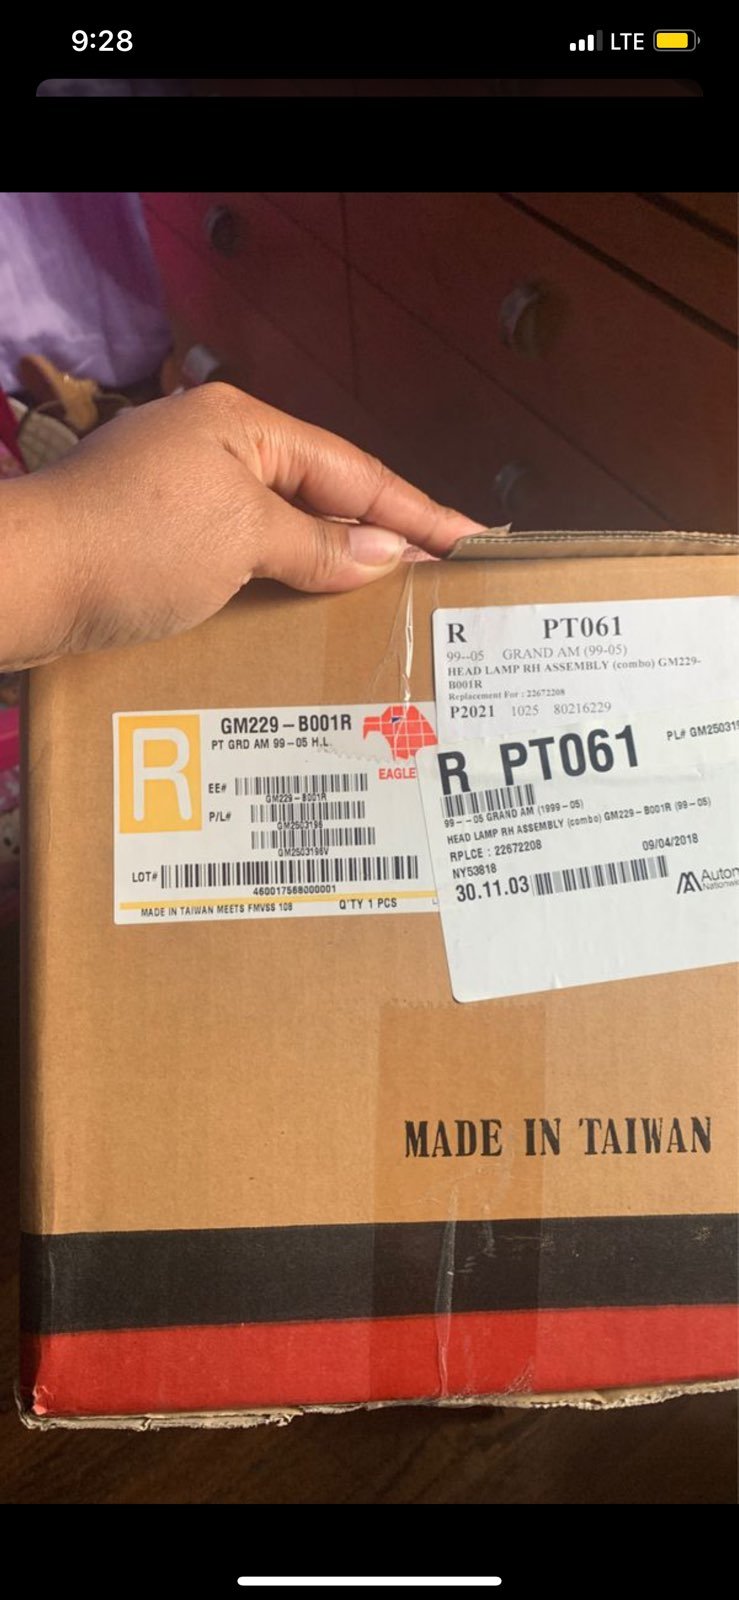 9:28
LTE
R PT061
99--05 GRAND AM (99-05)
HEAD LAMP RH ASSEMBLY (combo) GM229-
B001R
Replacement For : 22672208
P2021 1025 80216229
R
GM229-B001R
PT GRD AM 99-05 H.L.
EAGLE
EE#
GM229-B001R
P/L#
GM2503196
GM2503196V
LOT#
460017568000001
MADE IN TAIWAN MEETS FMVSS 108
Q'TY 1 PCS
R PT061
PL# GM250319
99--05 GRAND AM (1999-05)
HEAD LAMP RH ASSEMBLY (combo) GM229-B001R (99-05)
RPLCE : 22672208
09/04/2018
NY53818
30.11.03
MADE IN TAIWAN